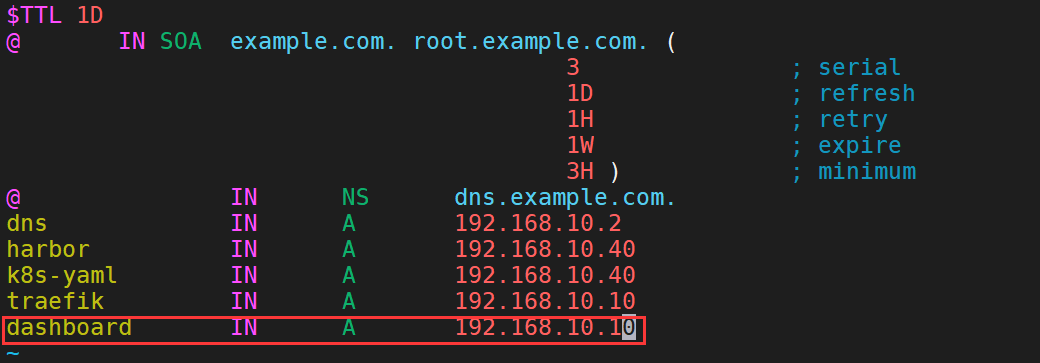 $TTL 1D
@ IN SOA example.com. root.example.com. (
3 ; serial
1D ; refresh
1H ; retry
1W ; expire
3H ) ; minimum
@ IN NS dns.example.com.
dns IN A 192.168.10.2
harbor IN A 192.168.10.40
k8s-yaml IN A 192.168.10.40
traefik IN A 192.168.10.10
dashboard IN A 192.168.10.10
~